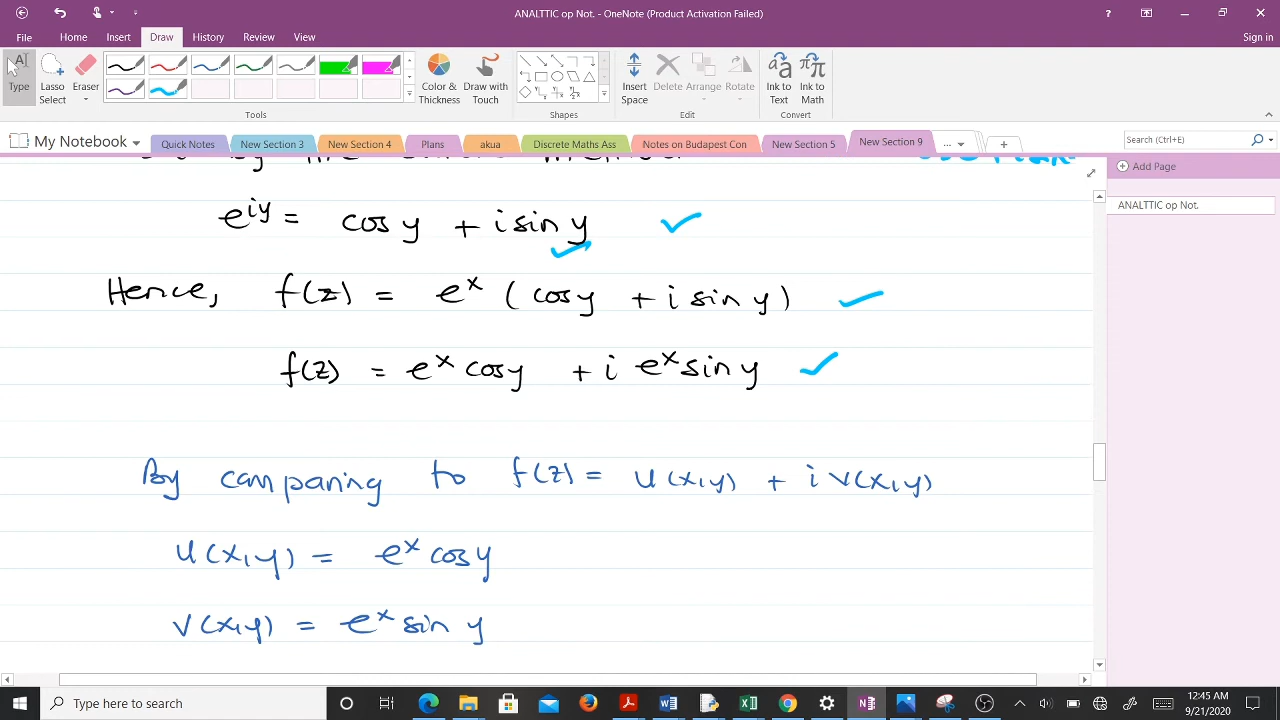 ANALTTIC op Not. - OneNote (Product Activation Failed)
File Home Insert Draw History Review View Sign in
Type
Lasso Select
Eraser
Color & Thickness
Draw with Touch
Insert Space
Delete
Arrange
Rotate
Ink to Text
Ink to Math
Tools Shapes Edit Convert
My Notebook Quick Notes New Section 3 New Section 4 Plans akua Discrete Maths Ass Notes on Budapest Con New Section 5 New Section 9 ... Search (Ctrl+E)
Add Page
ANALTTIC op Not.
e^{iy} = cos y + i sin y
Hence, f(z) = e^x (cos y + i sin y)
f(z) = e^x cos y + i e^x sin y
By comparing to f(z) = u(x,y) + i v(x,y)
u(x,y) = e^x cos y
v(x,y) = e^x sin y
Type here to search
12:45 AM
9/21/2020